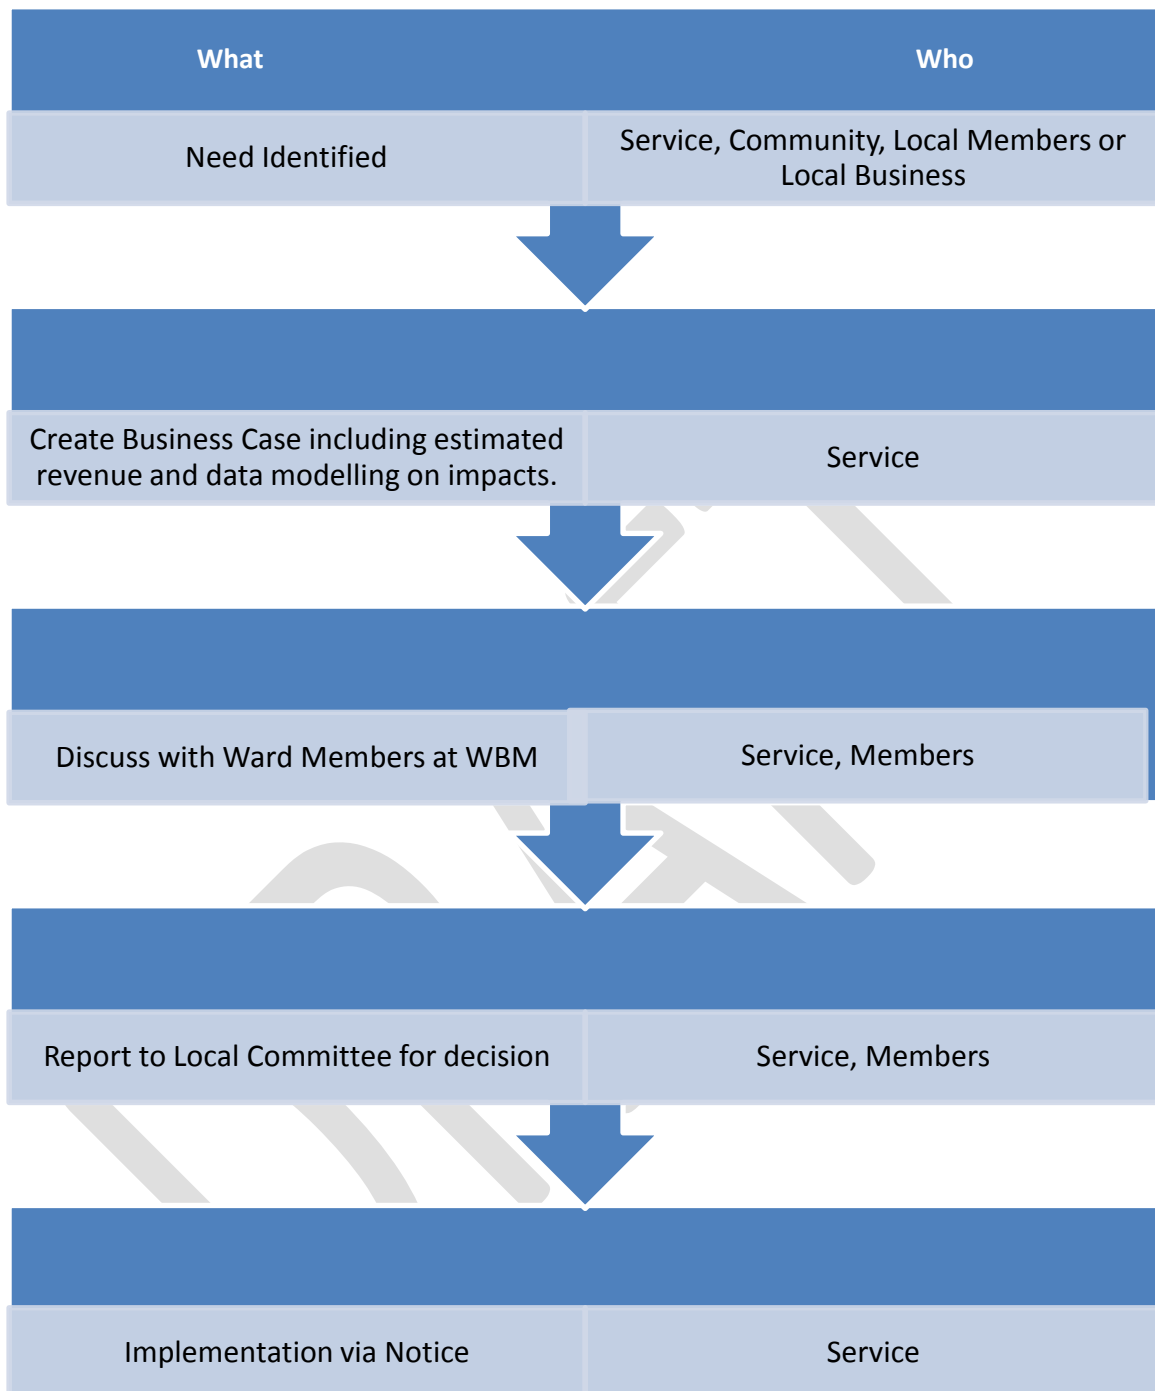 What
Who
Need Identified
Service, Community, Local Members or
Local Business
Create Business Case including estimated
revenue and data modelling on impacts.
Service
Discuss with Ward Members at WBM
Service, Members
Report to Local Committee for decision
Service, Members
Implementation via Notice
Service